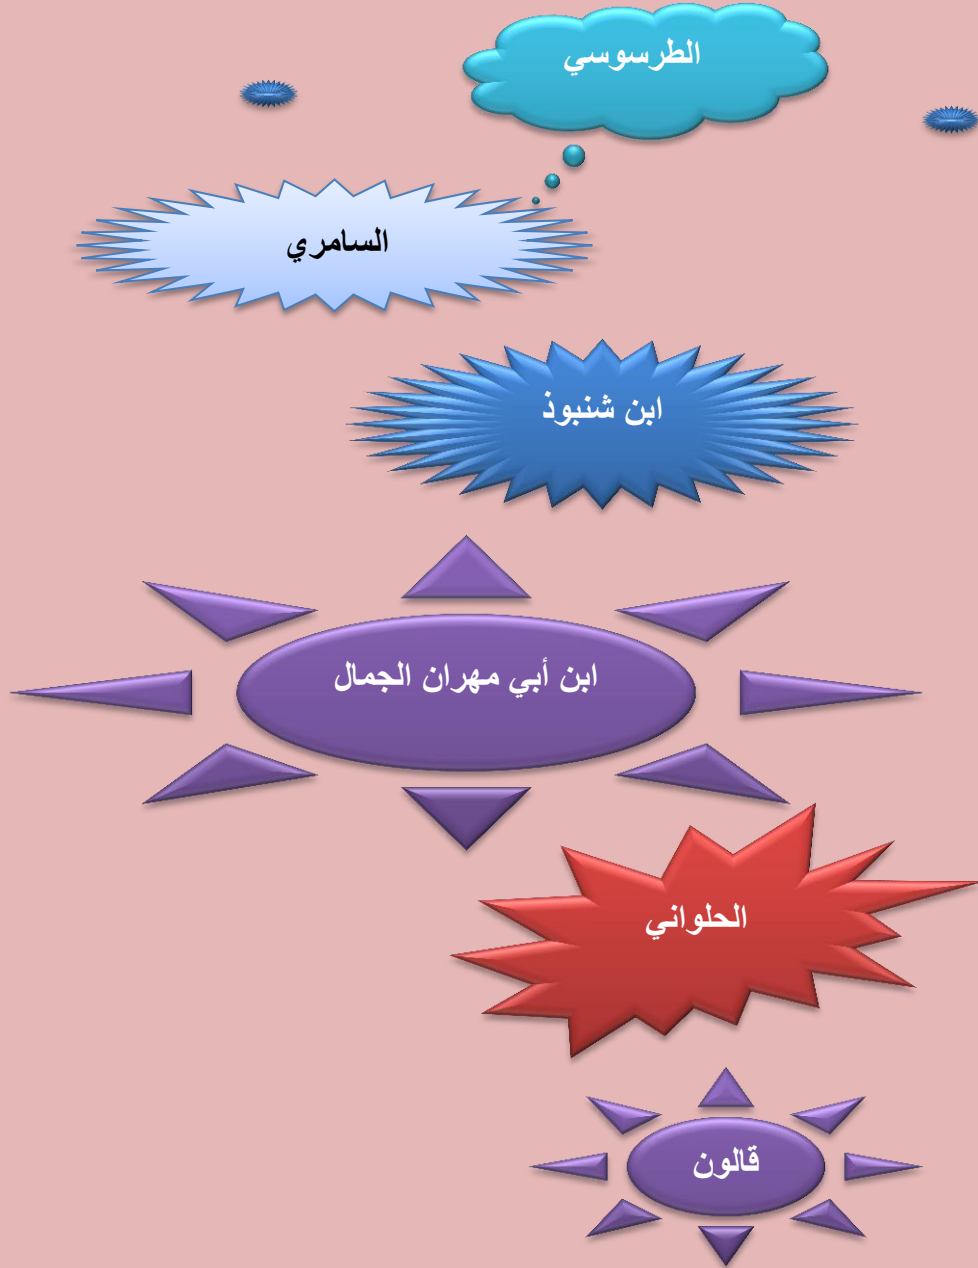 الطرسوسي
السامري
ابن شنبوذ
ابن أبي مهران الجمال
الحلواني
قالون